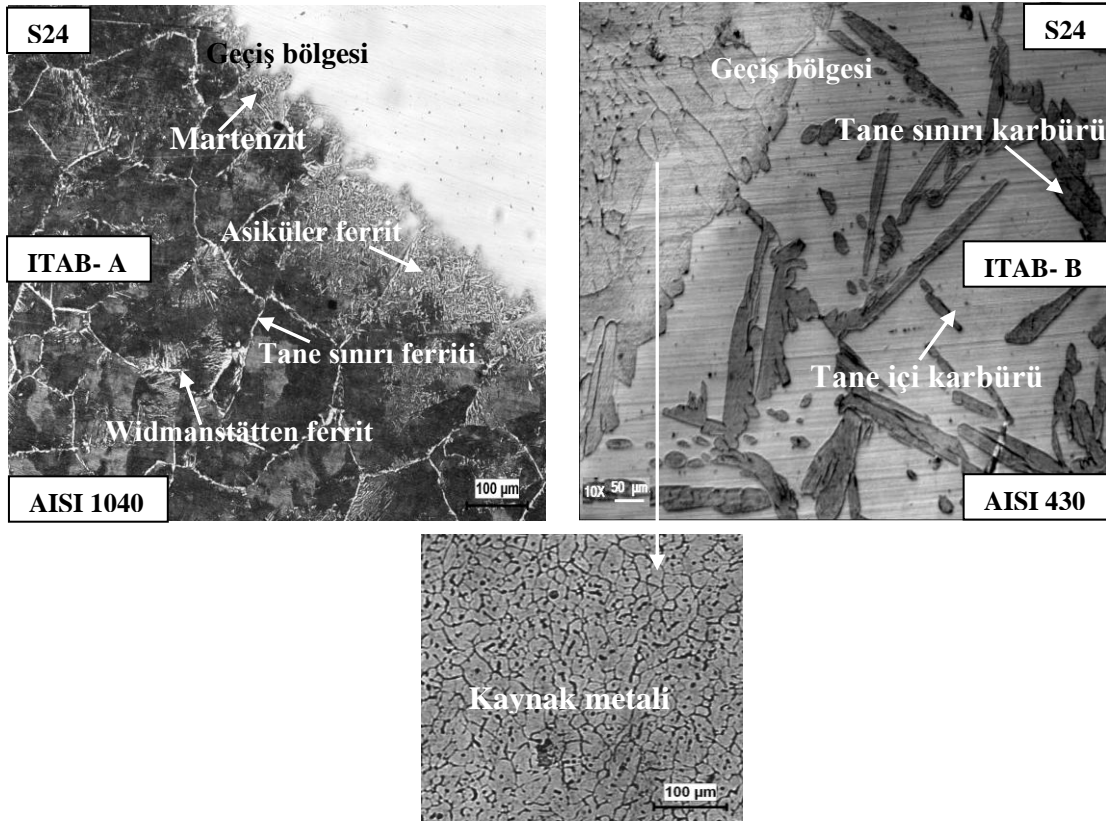 S24
Geçiş bölgesi
Martenzit
Asiküler ferrit
ITAB- A
Tane sınırı ferriti
Widmanstätten ferrit
AISI 1040
100 µm
S24
Geçiş bölgesi
Tane sınırı karbürü
ITAB- B
Tane içi karbürü
10X 50 µm
AISI 430
Kaynak metali
100 µm